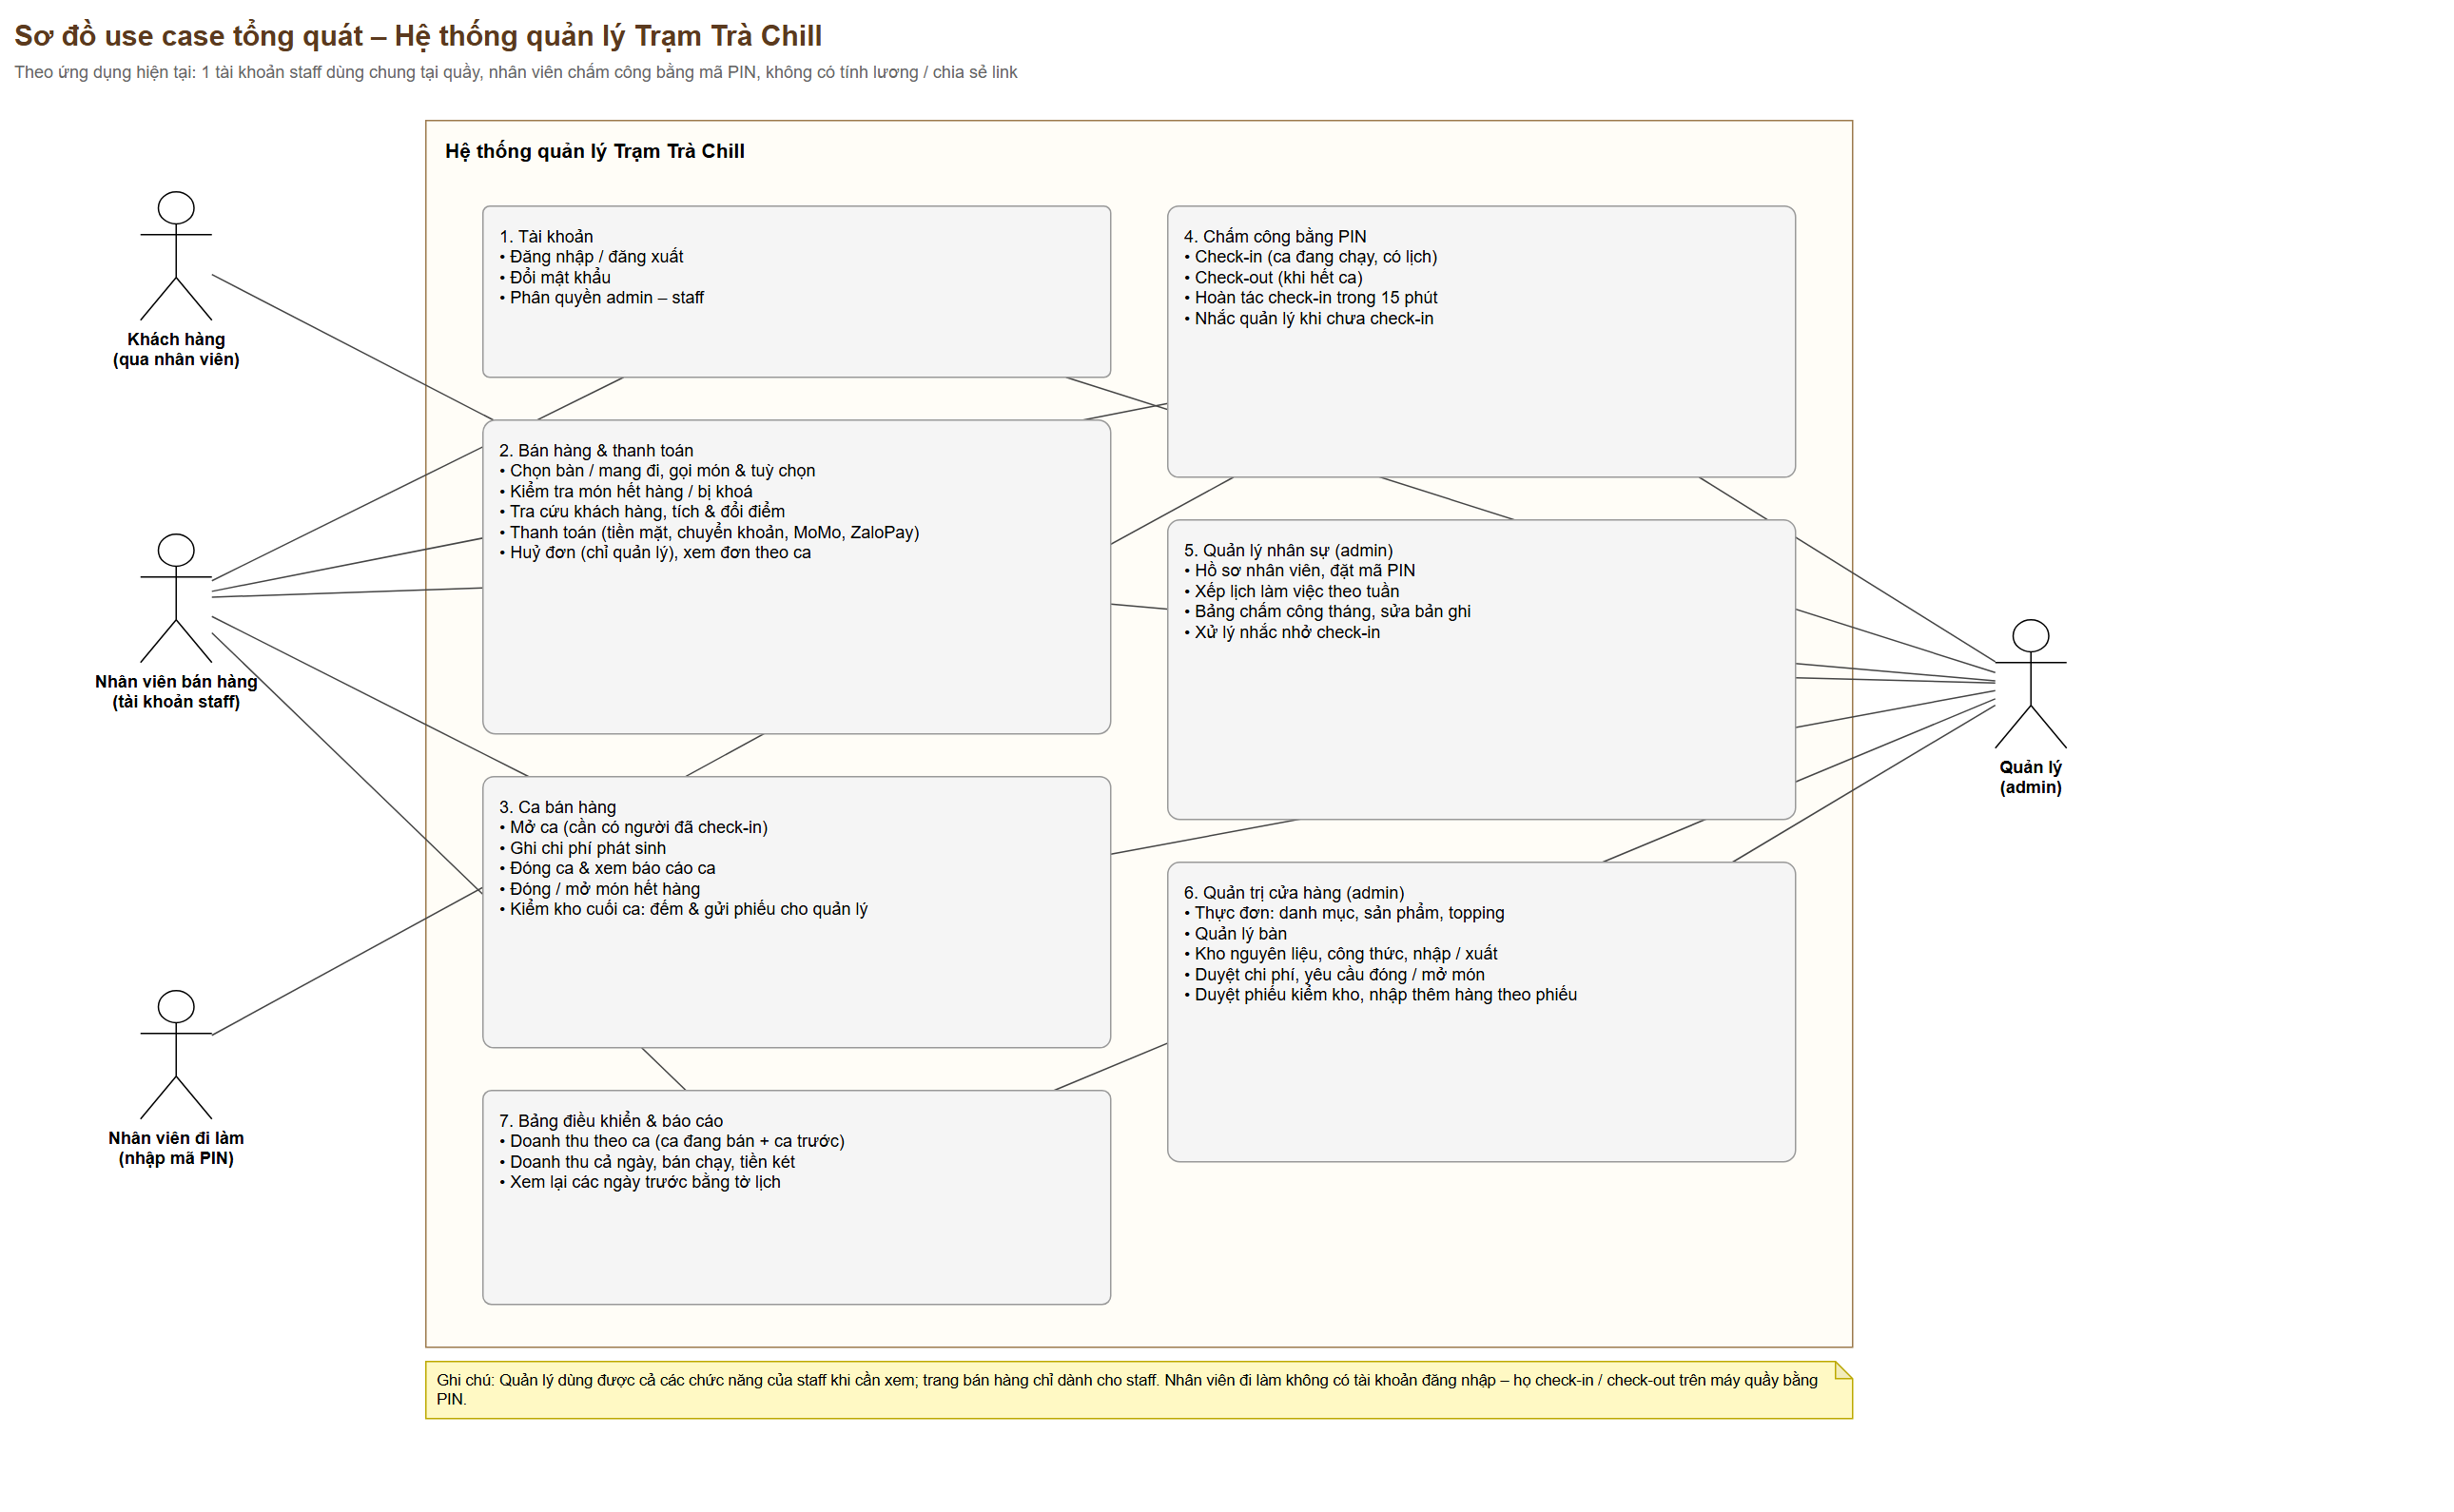 Sơ đồ use case tổng quát – Hệ thống quản lý Trạm Trà Chill
Theo ứng dụng hiện tại: 1 tài khoản staff dùng chung tại quầy, nhân viên chấm công bằng mã PIN, không có tính lương / chia sẻ link
Hệ thống quản lý Trạm Trà Chill
Khách hàng
(qua nhân viên)
Nhân viên bán hàng
(tài khoản staff)
Nhân viên đi làm
(nhập mã PIN)
1. Tài khoản
• Đăng nhập / đăng xuất
• Đổi mật khẩu
• Phân quyền admin – staff
2. Bán hàng & thanh toán
• Chọn bàn / mang đi, gọi món & tuỳ chọn
• Kiểm tra món hết hàng / bị khoá
• Tra cứu khách hàng, tích & đổi điểm
• Thanh toán (tiền mặt, chuyển khoản, MoMo, ZaloPay)
• Huỷ đơn (chỉ quản lý), xem đơn theo ca
3. Ca bán hàng
• Mở ca (cần có người đã check-in)
• Ghi chi phí phát sinh
• Đóng ca & xem báo cáo ca
• Đóng / mở món hết hàng
• Kiểm kho cuối ca: đếm & gửi phiếu cho quản lý
7. Bảng điều khiển & báo cáo
• Doanh thu theo ca (ca đang bán + ca trước)
• Doanh thu cả ngày, bán chạy, tiền két
• Xem lại các ngày trước bằng tờ lịch
4. Chấm công bằng PIN
• Check-in (ca đang chạy, có lịch)
• Check-out (khi hết ca)
• Hoàn tác check-in trong 15 phút
• Nhắc quản lý khi chưa check-in
5. Quản lý nhân sự (admin)
• Hồ sơ nhân viên, đặt mã PIN
• Xếp lịch làm việc theo tuần
• Bảng chấm công tháng, sửa bản ghi
• Xử lý nhắc nhở check-in
6. Quản trị cửa hàng (admin)
• Thực đơn: danh mục, sản phẩm, topping
• Quản lý bàn
• Kho nguyên liệu, công thức, nhập / xuất
• Duyệt chi phí, yêu cầu đóng / mở món
• Duyệt phiếu kiểm kho, nhập thêm hàng theo phiếu
Quản lý
(admin)
Ghi chú: Quản lý dùng được cả các chức năng của staff khi cần xem; trang bán hàng chỉ dành cho staff. Nhân viên đi làm không có tài khoản đăng nhập – họ check-in / check-out trên máy quầy bằng
PIN.